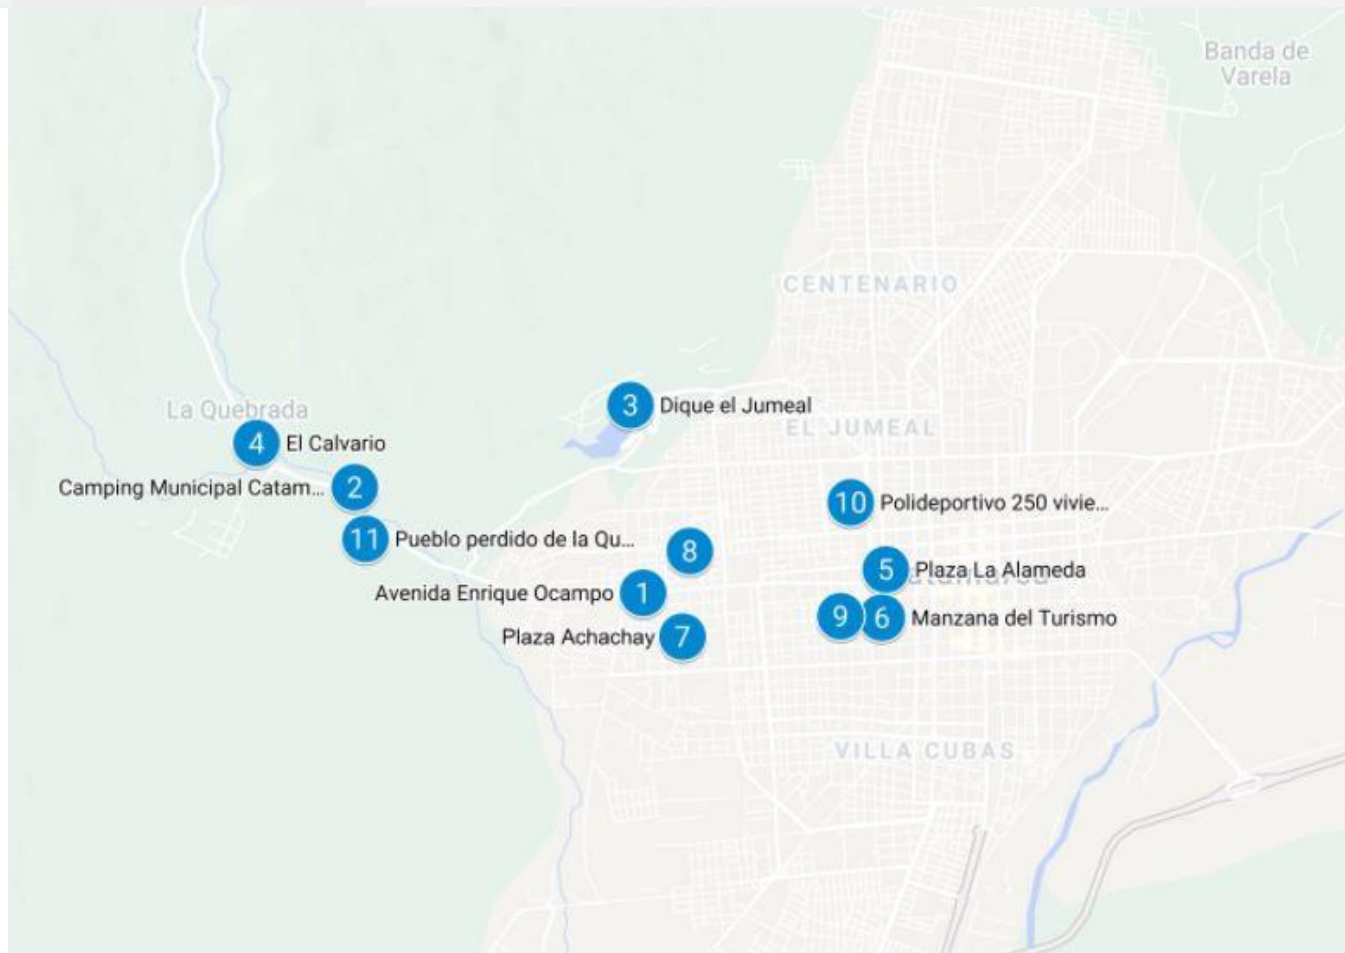 Banda de
Varela
CENTENARIO
3 Dique el Jumeal
La Quebrada
EL JUMEAL
4 El Calvario
Camping Municipal Catam... 2
10 Polideportivo 250 vivie...
11 Pueblo perdido de la Qu...
8
5 Plaza La Alameda
Avenida Enrique Ocampo 1
9
6 Manzana del Turismo
Plaza Achachay 7
VILLA CUBAS